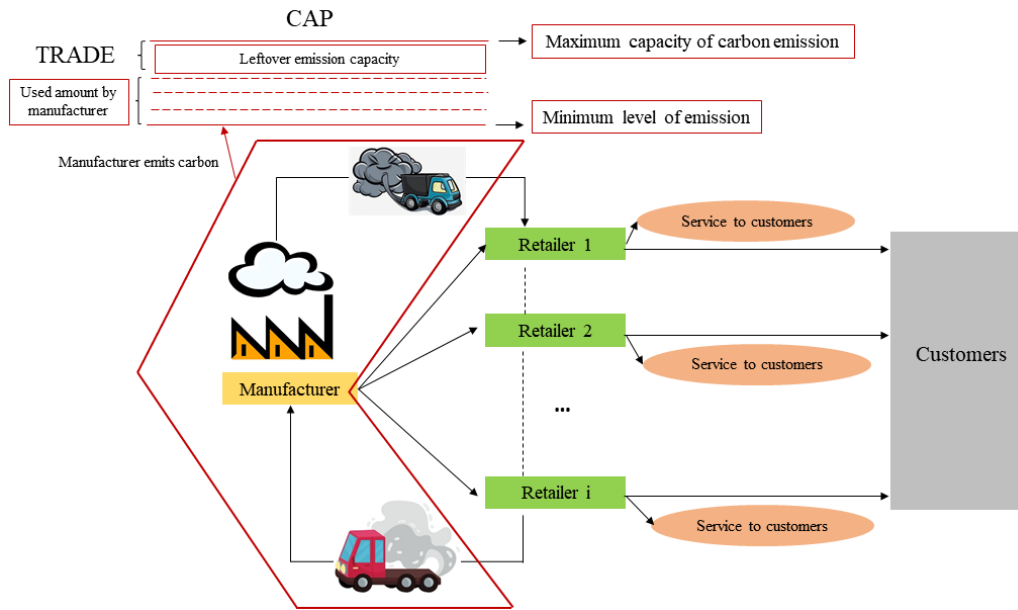 CAP
TRADE
Leftover emission capacity
Maximum capacity of carbon emission
Used amount by
manufacturer
Minimum level of emission
Manufacturer emits carbon
Service to customers
Retailer 1
Retailer 2
Service to customers
Customers
Manufacturer
...
Retailer i
Service to customers